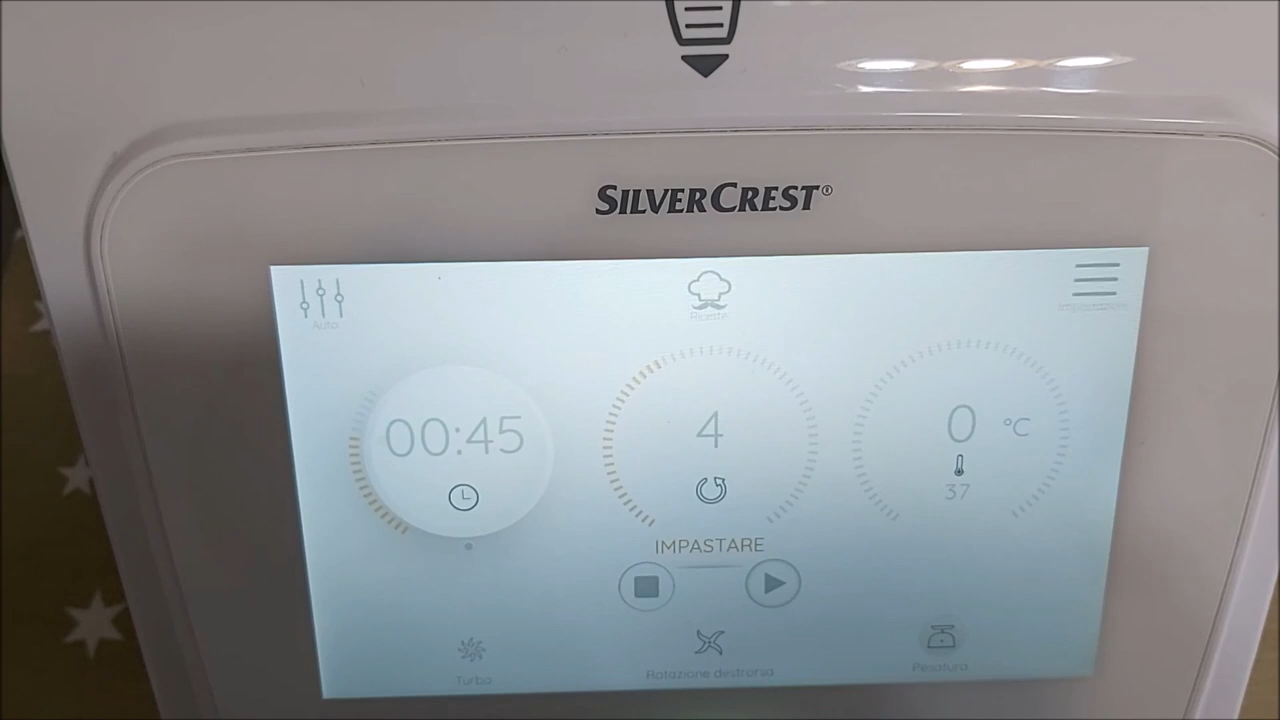 SILVERCREST®
Auto
Ricette
Impostazioni
00:45
4
0 °C
37
IMPASTARE
Turbo
Rotazione destrorsa
Pesatura